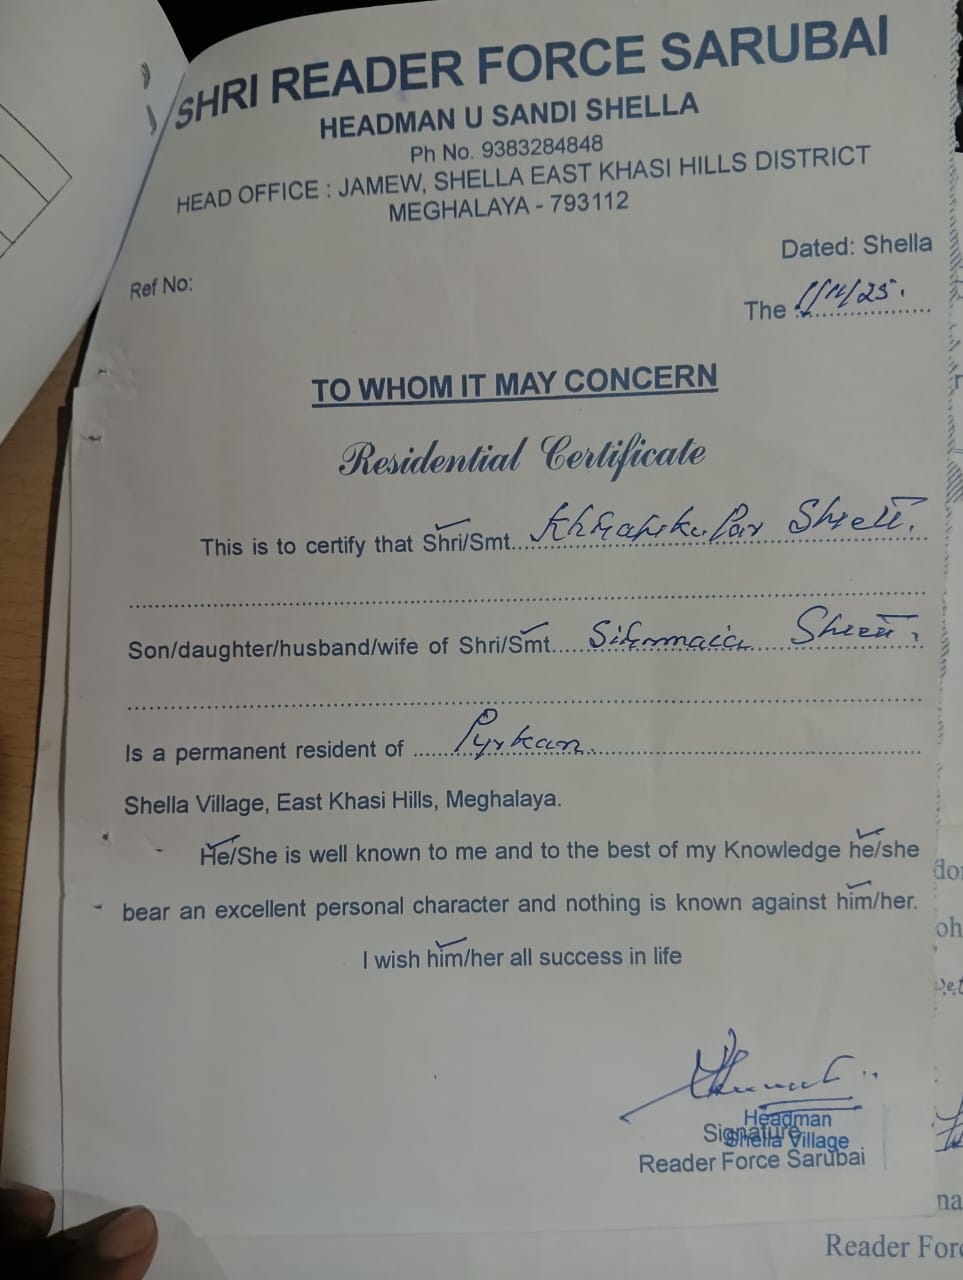 SHRI READER FORCE SARUBAI
HEADMAN U SANDI SHELLA
Ph No. 9383284848
HEAD OFFICE : JAMEW, SHELLA EAST KHASI HILLS DISTRICT
MEGHALAYA - 793112
Dated: Shella
Ref No:
The 1/12/25.
TO WHOM IT MAY CONCERN
Residential Certificate
This is to certify that Shri/Smt.
Son/daughter/husband/wife of Shri/Smt.
Is a permanent resident of Pyrkan
Shella Village, East Khasi Hills, Meghalaya.
He/She is well known to me and to the best of my Knowledge he/she
bear an excellent personal character and nothing is known against him/her.
I wish him/her all success in life
Headman
Signature
Shella Village
Reader Force Sarubai
Reader Forc